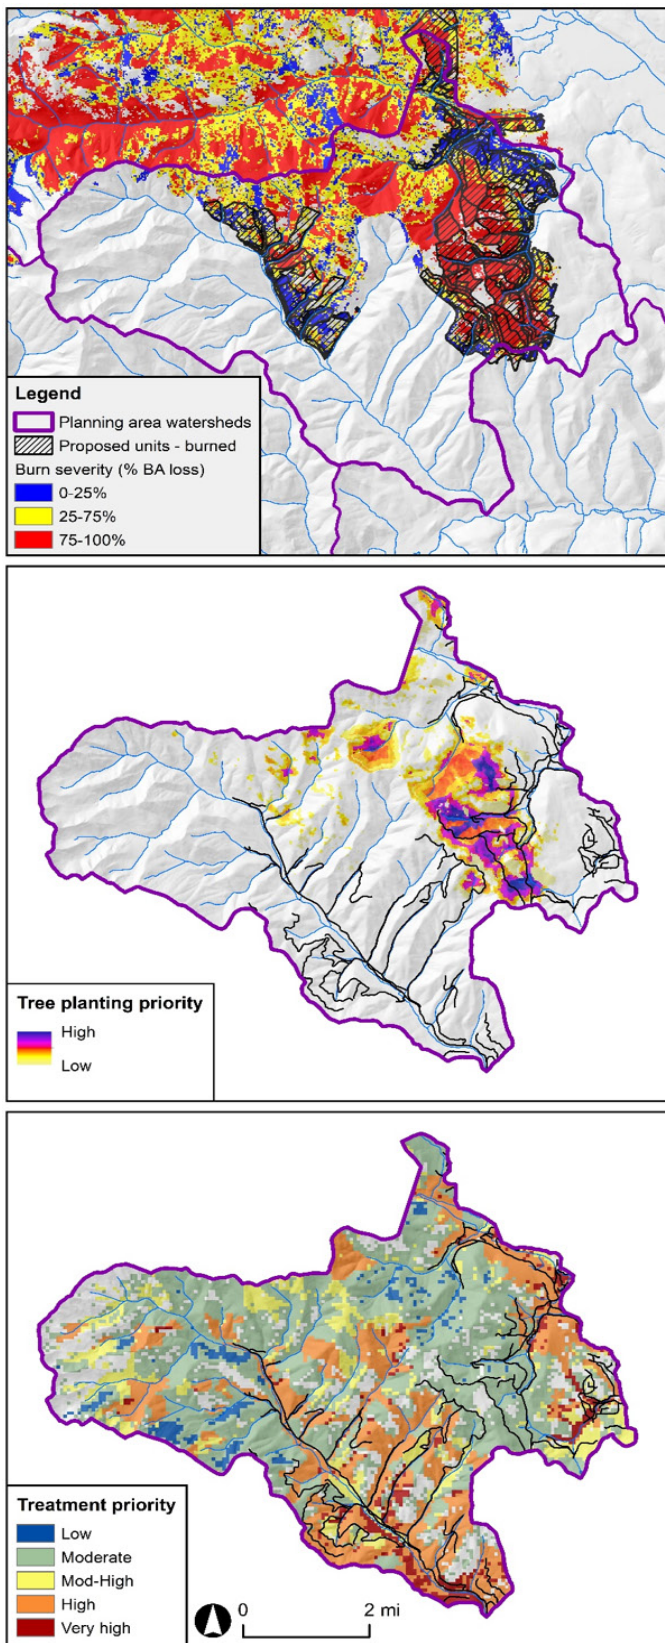 Legend
Planning area watersheds
Proposed units - burned
Burn severity (% BA loss)
0-25%
25-75%
75-100%
Tree planting priority
High
Low
Treatment priority
Low
Moderate
Mod-High
High
Very high
0 2 mi